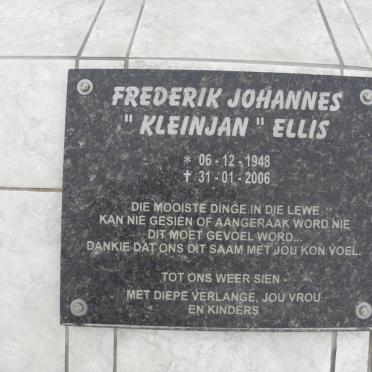 FREDERIK JOHANNES
" KLEINJAN " ELLIS
* 06 - 12 - 1948
✝ 31 - 01 - 2006
DIE MOOISTE DINGE IN DIE LEWE
KAN NIE GESIEN OF AANGERAAK WORD NIE
DIT MOET GEVOEL WORD...
DANKIE DAT ONS DIT SAAM MET JOU KON VOEL.
TOT ONS WEER SIEN -
MET DIEPE VERLANGE, JOU VROU
EN KINDERS